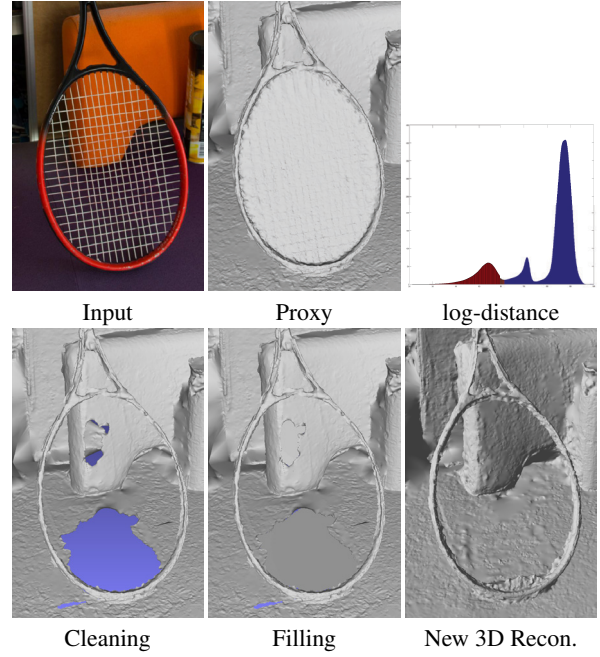 Input
Proxy
log-distance
Cleaning
Filling
New 3D Recon.